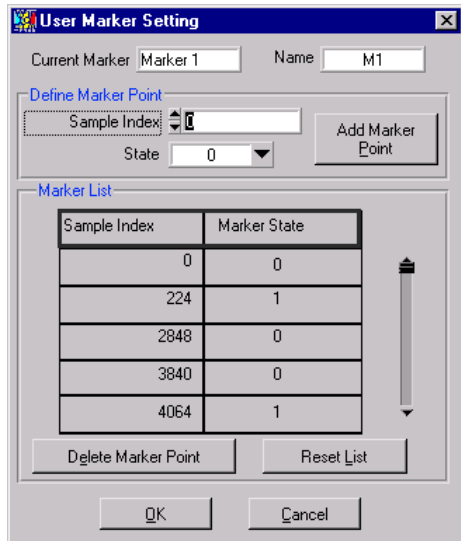 User Marker Setting
Current Marker Marker 1 Name M1
Define Marker Point
Sample Index 0
State 0
Add Marker
Point
Marker List
Sample Index Marker State
0 0
224 1
2848 0
3840 0
4064 1
Delete Marker Point Reset List
OK Cancel